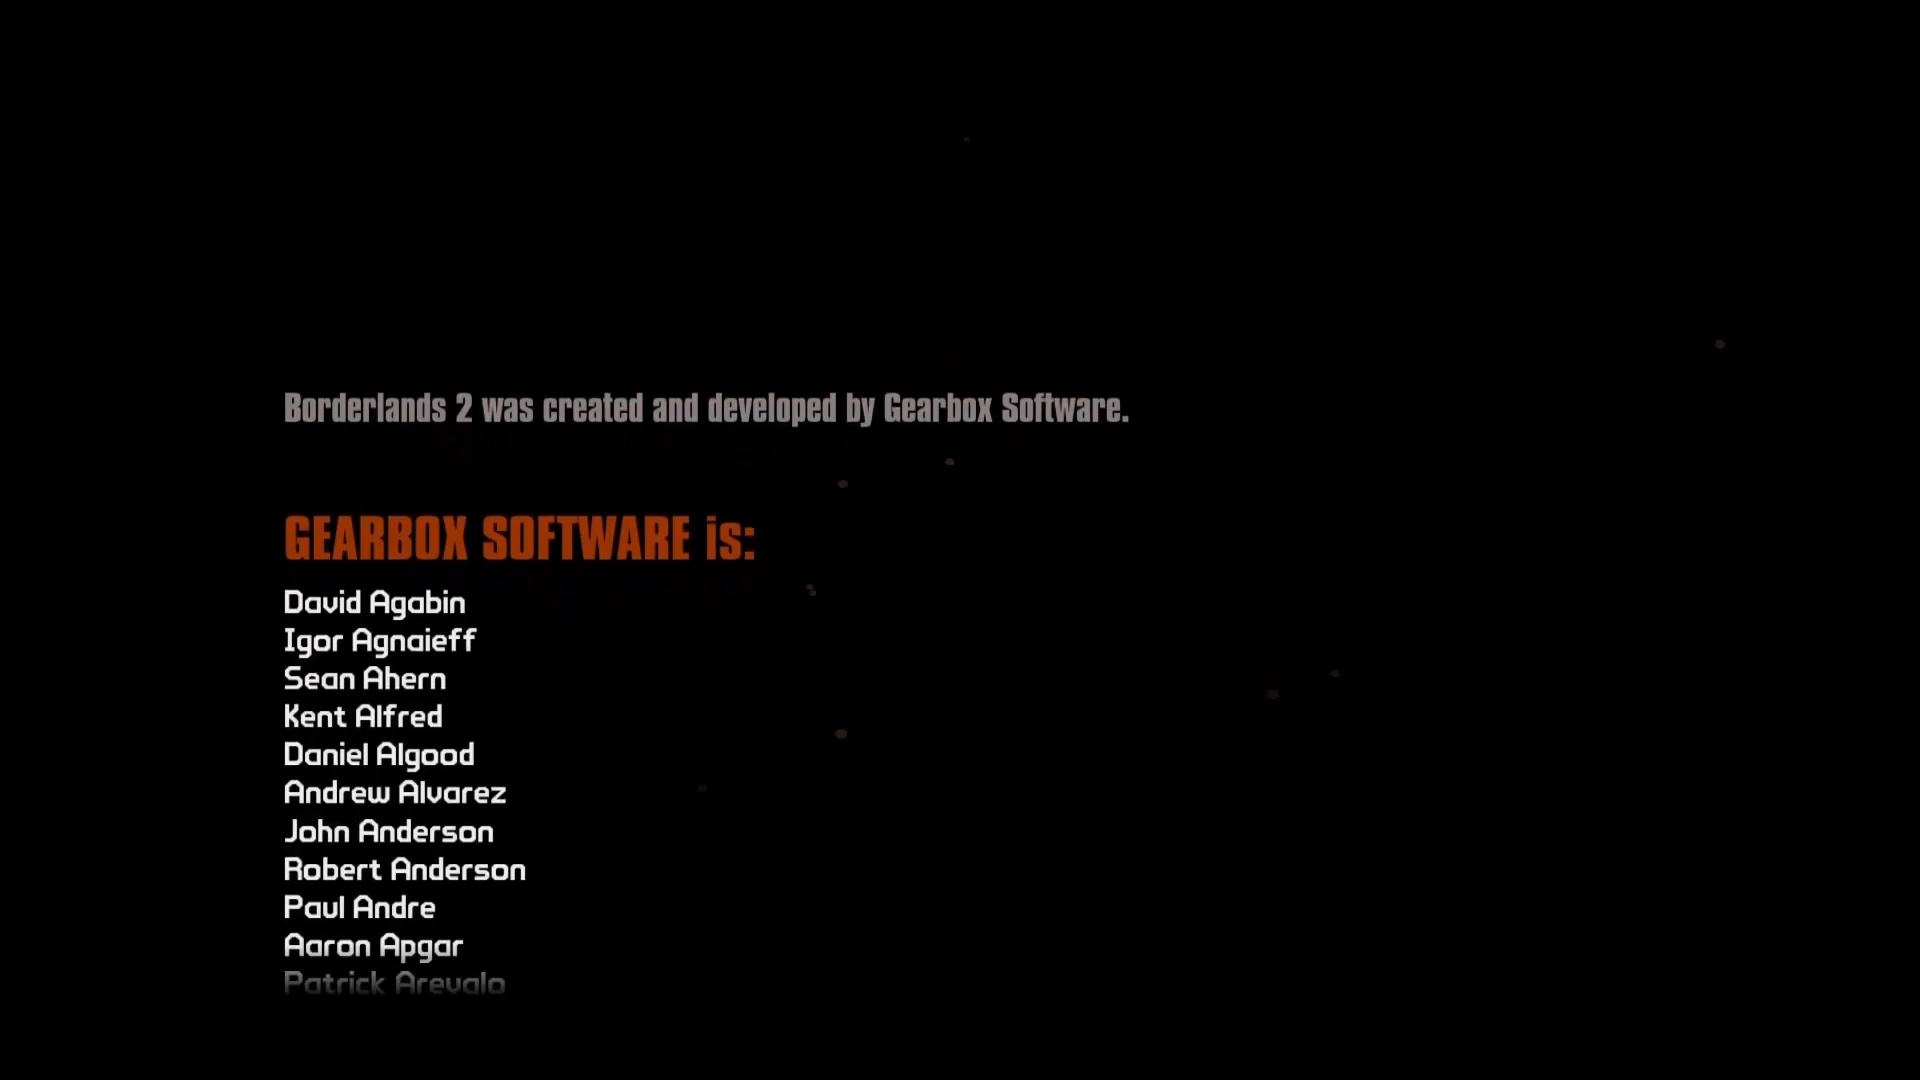 Borderlands 2 was created and developed by Gearbox Software.
GEARBOX SOFTWARE is:
David Agabin
Igor Agnaieff
Sean Ahern
Kent Alfred
Daniel Algood
Andrew Alvarez
John Anderson
Robert Anderson
Paul Andre
Aaron Apgar
Patrick Arevalo